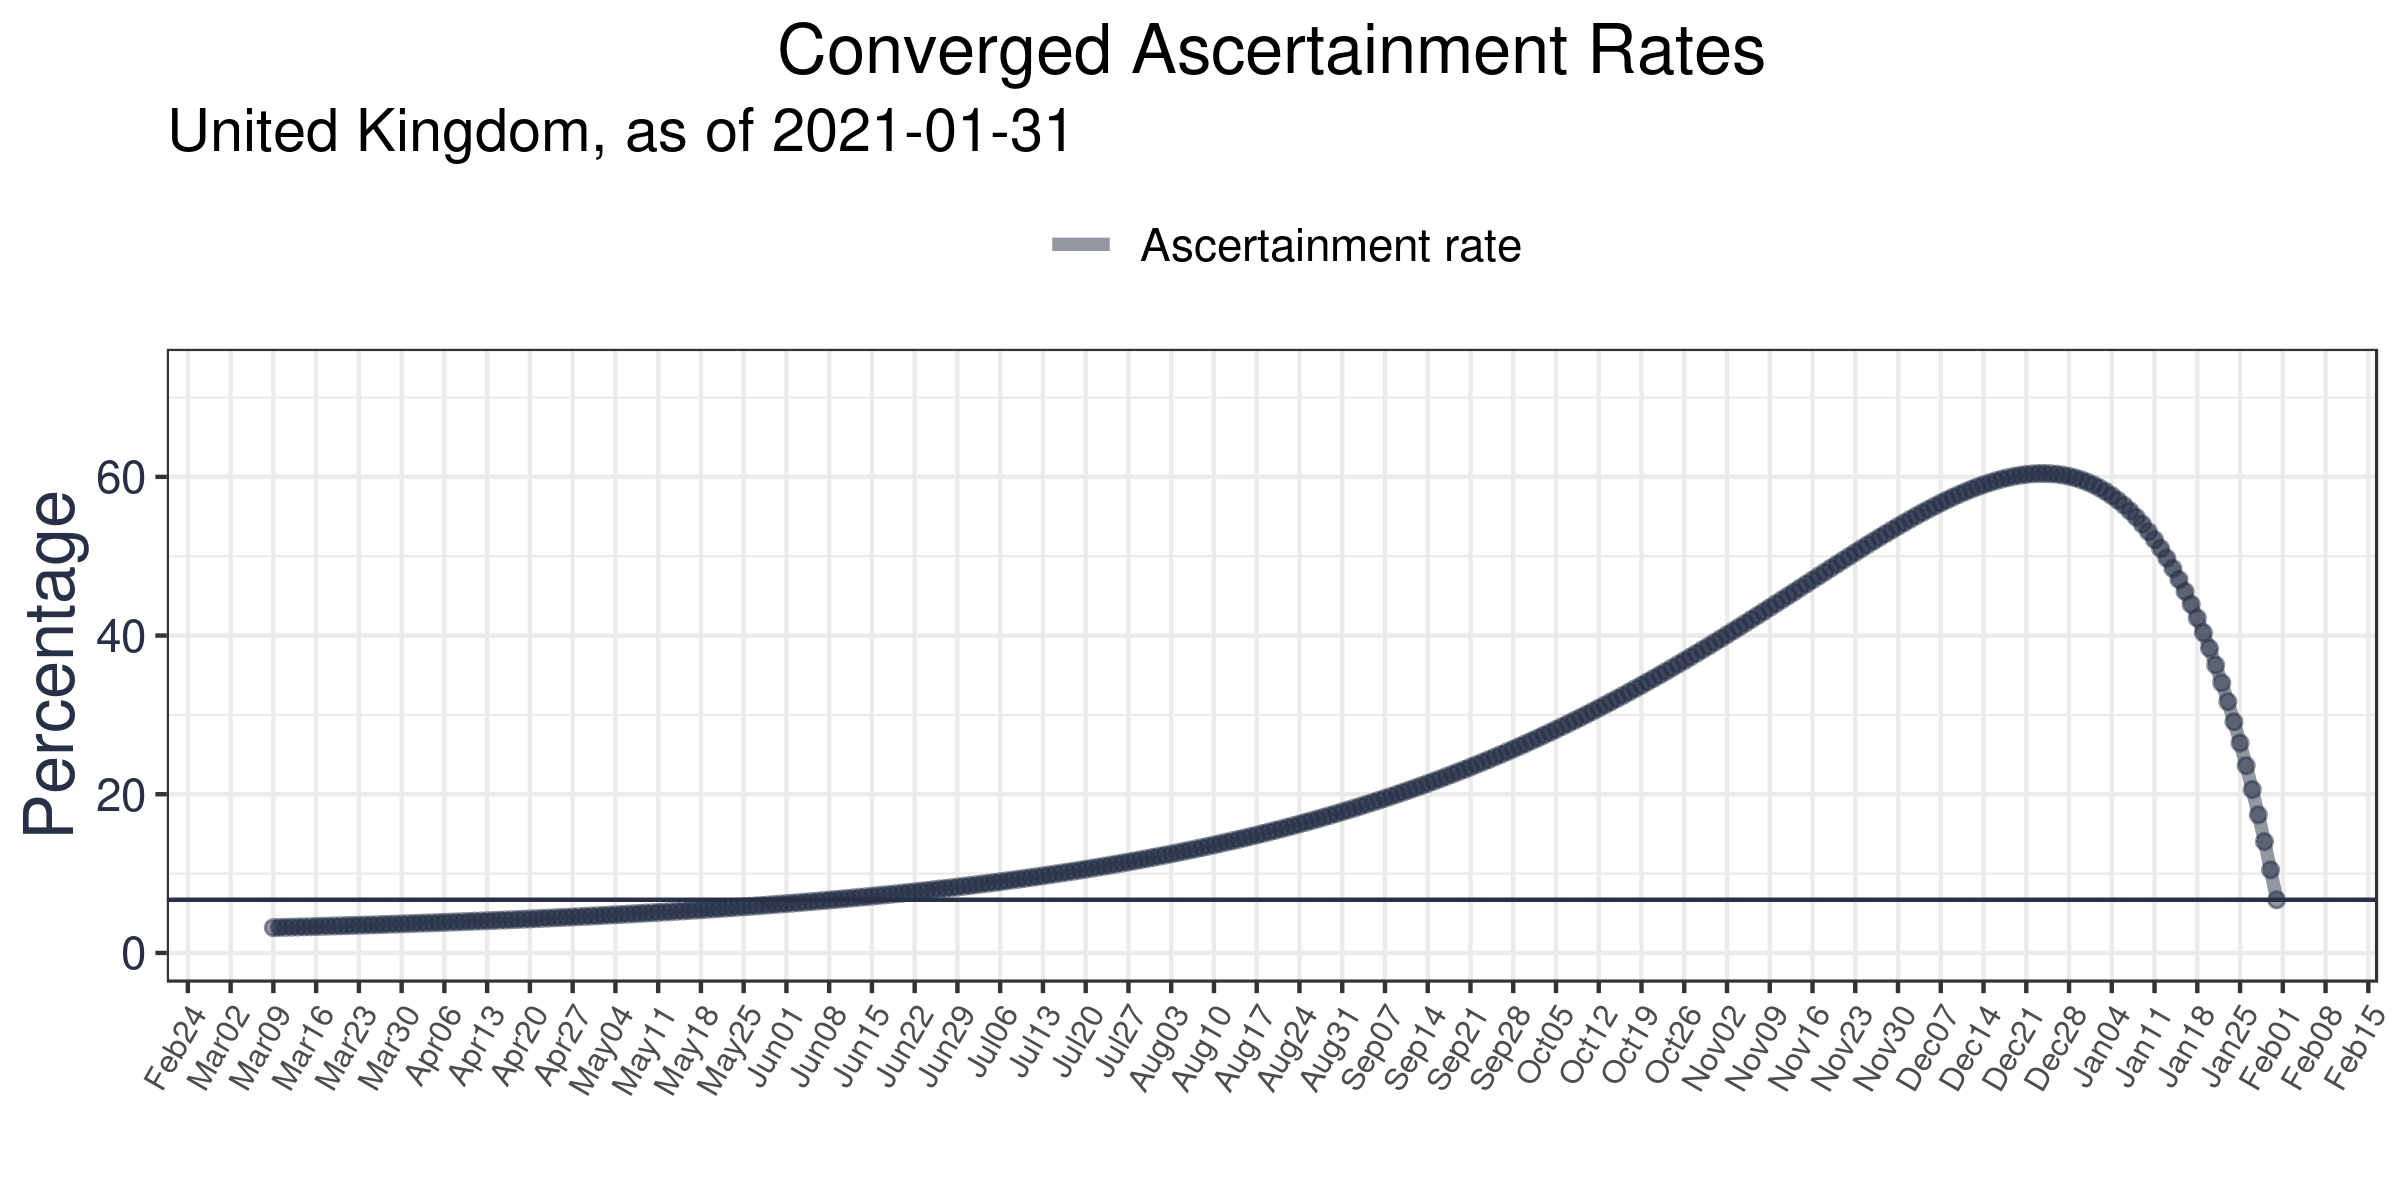 Converged Ascertainment Rates
United Kingdom, as of 2021-01-31
Ascertainment rate
Percentage
60
40
20
0
Feb24
Mar02
Mar09
Mar16
Mar23
Mar30
Apr06
Apr13
Apr20
Apr27
May04
May11
May18
May25
Jun01
Jun08
Jun15
Jun22
Jun29
Jul06
Jul13
Jul20
Jul27
Aug03
Aug10
Aug17
Aug24
Aug31
Sep07
Sep14
Sep21
Sep28
Oct05
Oct12
Oct19
Oct26
Nov02
Nov09
Nov16
Nov23
Nov30
Dec07
Dec14
Dec21
Dec28
Jan04
Jan11
Jan18
Jan25
Feb01
Feb08
Feb15